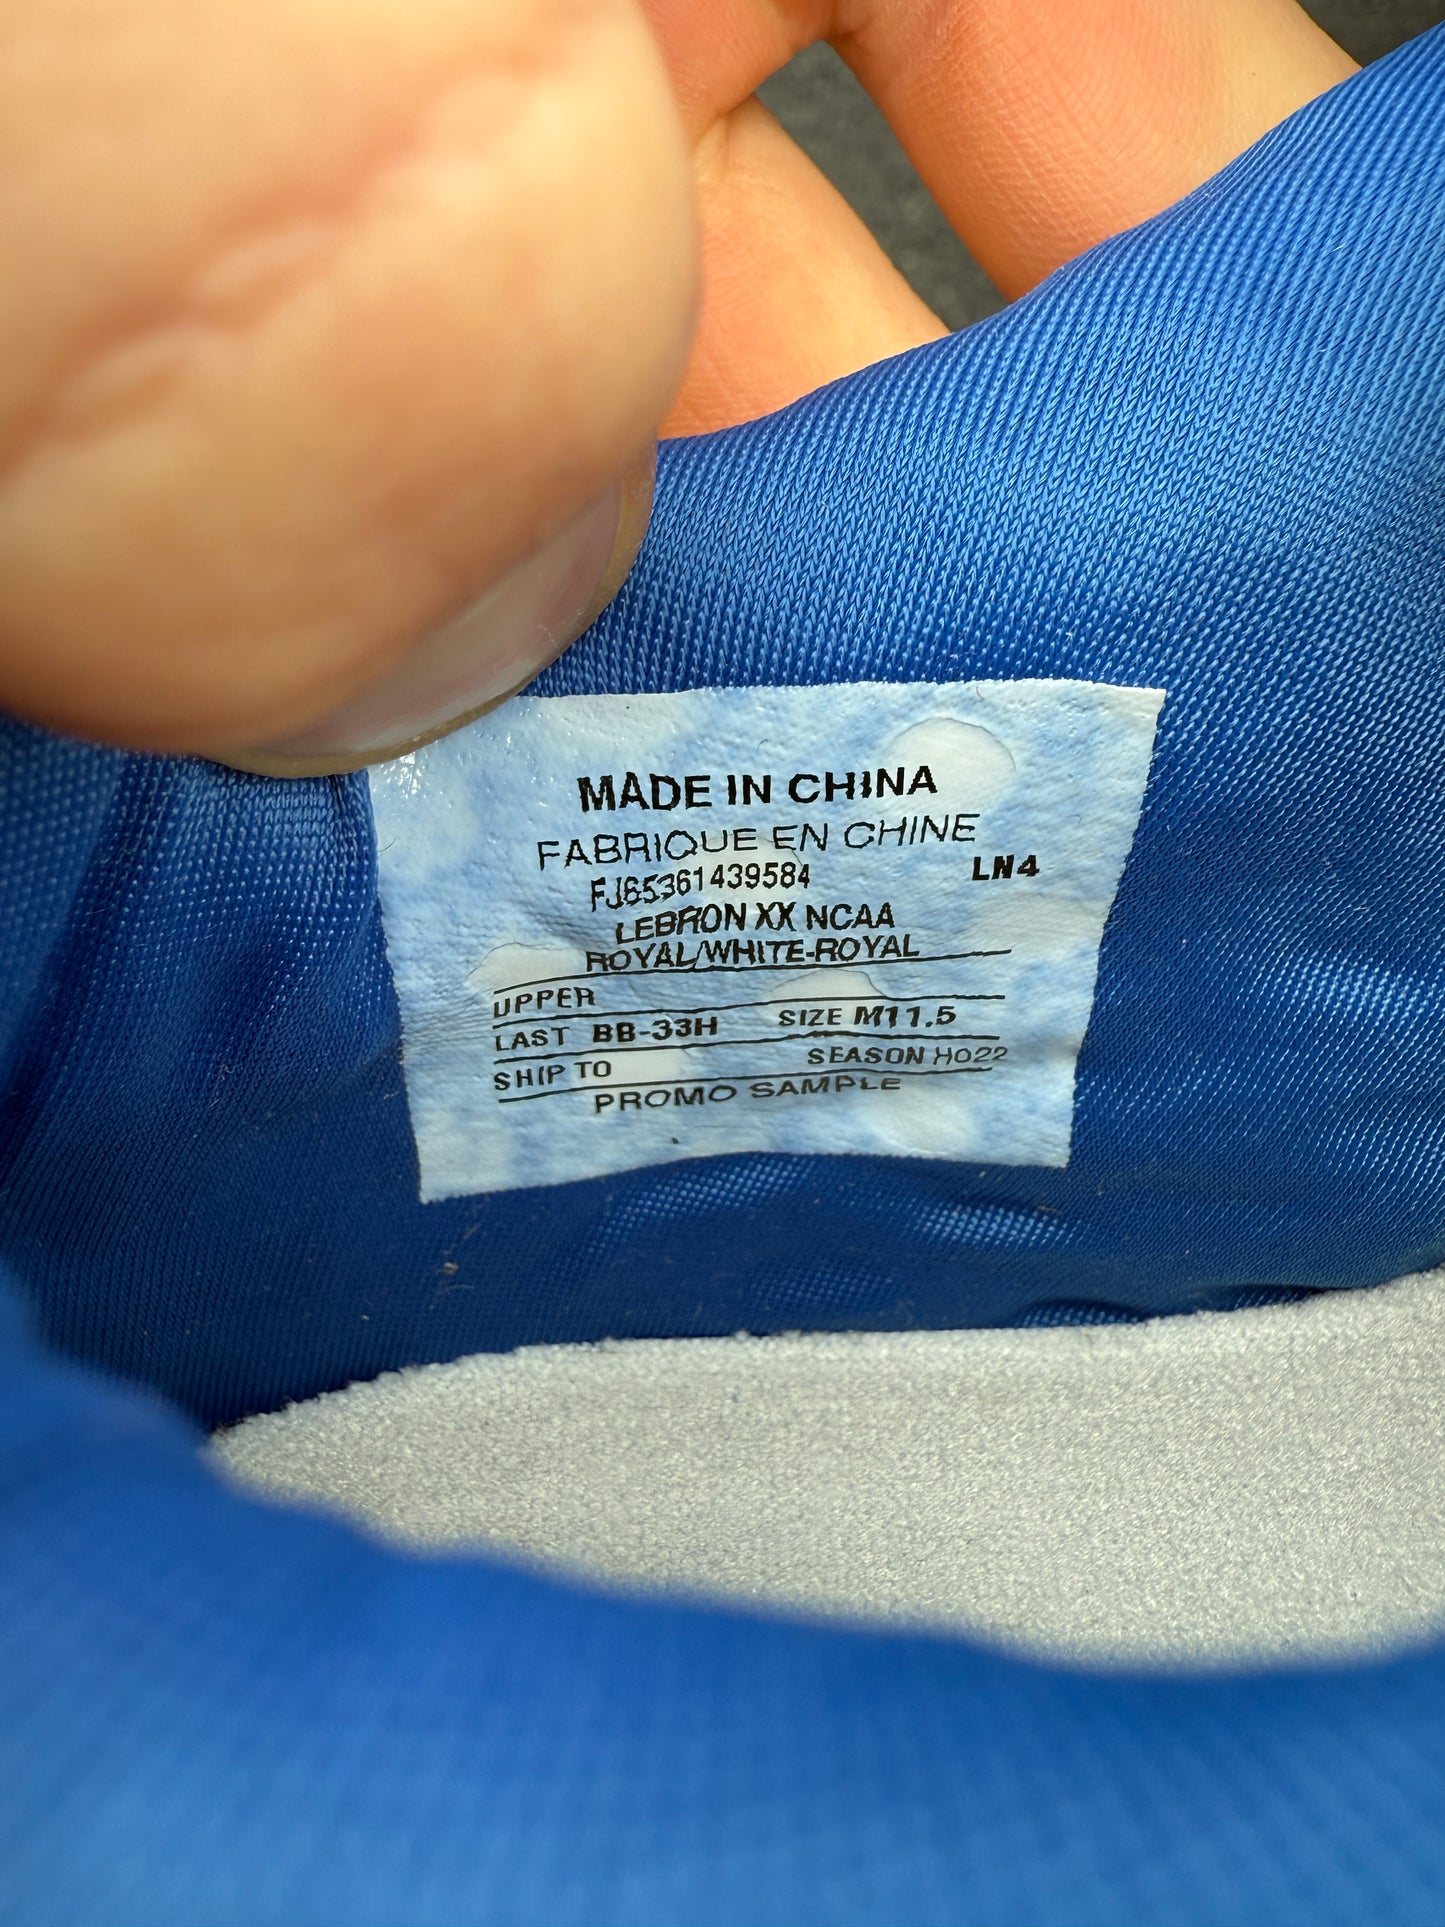 MADE IN CHINA
FABRIQUE EN CHINE
FJ65361439584 LN4
LEBRON XX NCAA
ROYAL/WHITE-ROYAL
UPPER
LAST BB-33H SIZE M11.5
SHIP TO SEASON HO22
PROMO SAMPLE